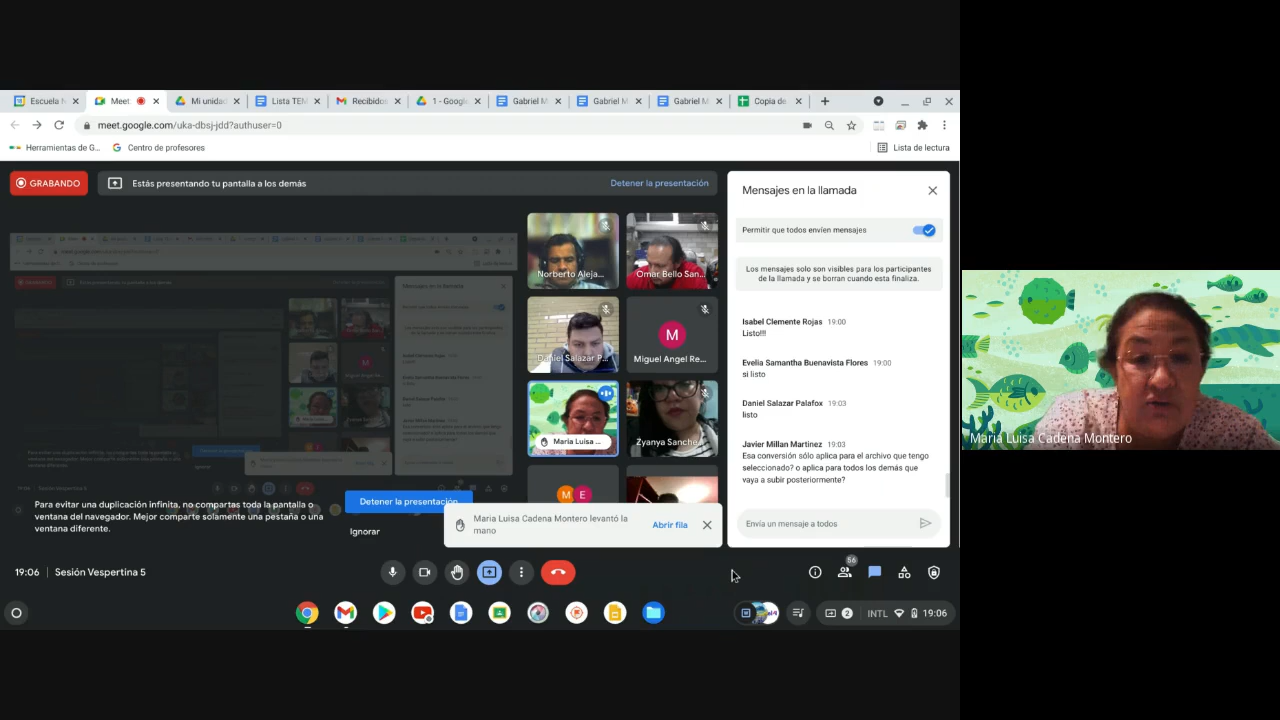 Escuela N
Meet
Mi unidad
Lista TEM
Recibidos
1 - Googl
Gabriel M
Gabriel M
Gabriel M
Copia de
meet.google.com/uka-dbsj-jdd?authuser=0
Herramientas de G...
Centro de profesores
Lista de lectura
GRABANDO
Estás presentando tu pantalla a los demás
Detener la presentación
Norberto Aleja...
Omar Bello San...
Daniel Salazar P...
M
Miguel Angel Re...
Maria Luisa ...
Zyanya Sanche
M E
Para evitar una duplicación infinita, no compartas toda la pantalla o
ventana del navegador. Mejor comparte solamente una pestaña o una
ventana diferente.
Detener la presentación
Ignorar
Maria Luisa Cadena Montero levantó la
mano
Abrir fila
Mensajes en la llamada
Permitir que todos envíen mensajes
Los mensajes solo son visibles para los participantes
de la llamada y se borran cuando esta finaliza.
Isabel Clemente Rojas 19:00
Listo!!!
Evelia Samantha Buenavista Flores 19:00
si listo
Daniel Salazar Palafox 19:03
listo
Javier Millan Martinez 19:03
Esa conversión sólo aplica para el archivo que tengo
seleccionado? o aplica para todos los demás que
vaya a subir posteriormente?
Envía un mensaje a todos
19:06 | Sesión Vespertina 5
56
2
INTL
19:06
Maria Luisa Cadena Montero